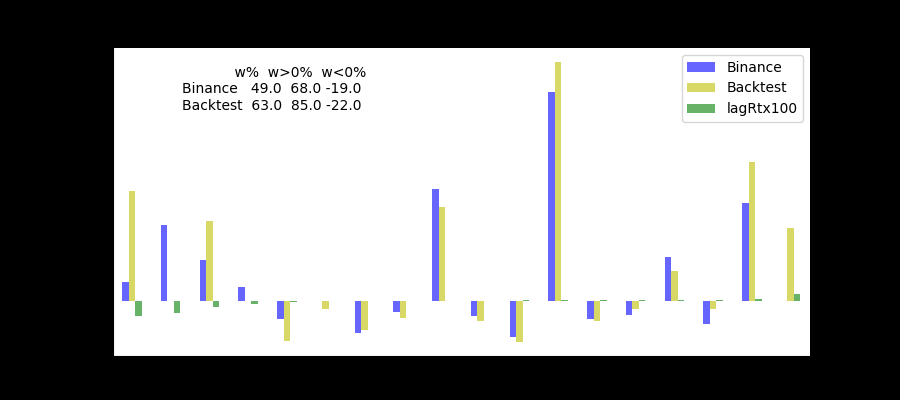 w%  w>0%  w<0%
Binance   49.0  68.0 -19.0
Backtest  63.0  85.0 -22.0
Binance
Backtest
lagRtx100